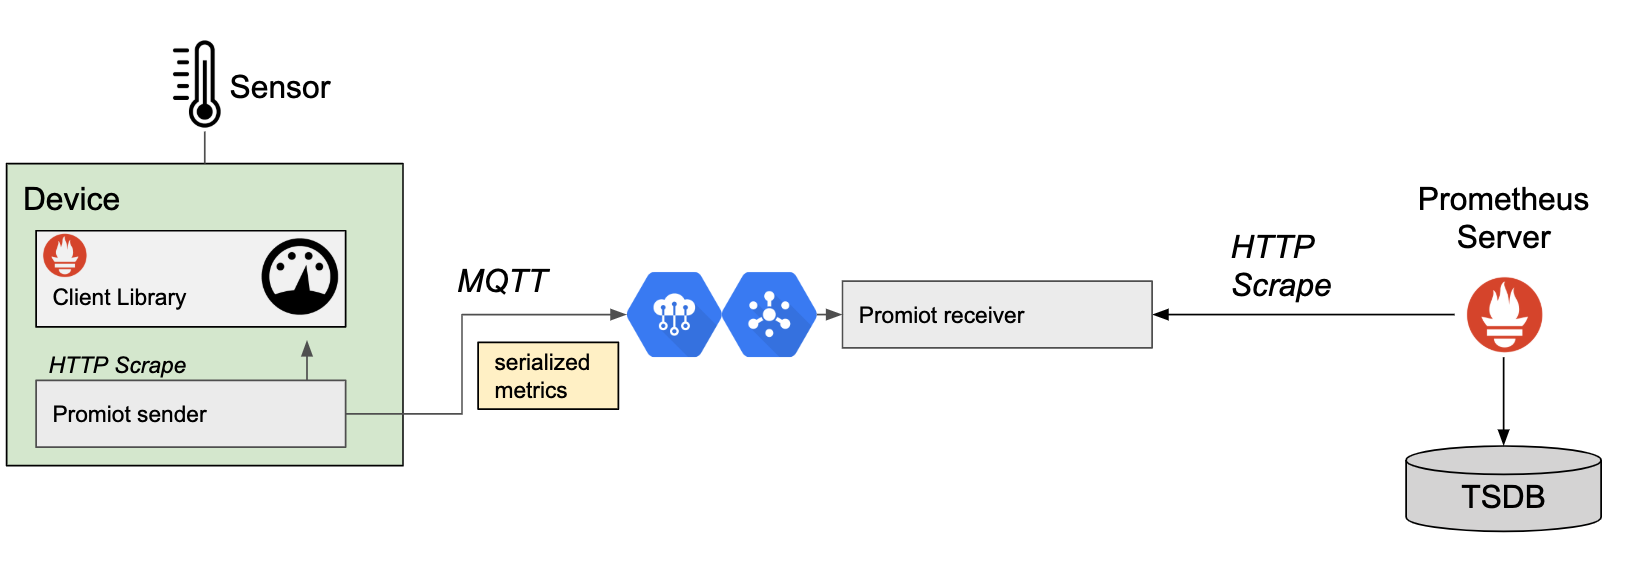 Sensor
Device
Client Library
HTTP Scrape
Promiot sender
MQTT
serialized
metrics
Promiot receiver
HTTP
Scrape
Prometheus
Server
TSDB